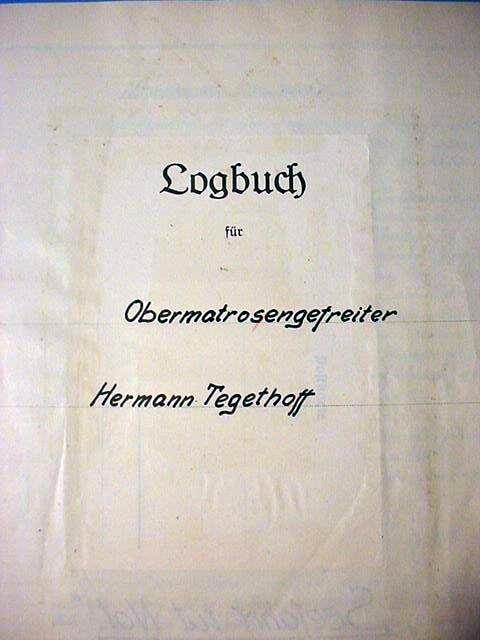 Logbuch
für
Obermatrosengefreiter
Hermann Tegethoff